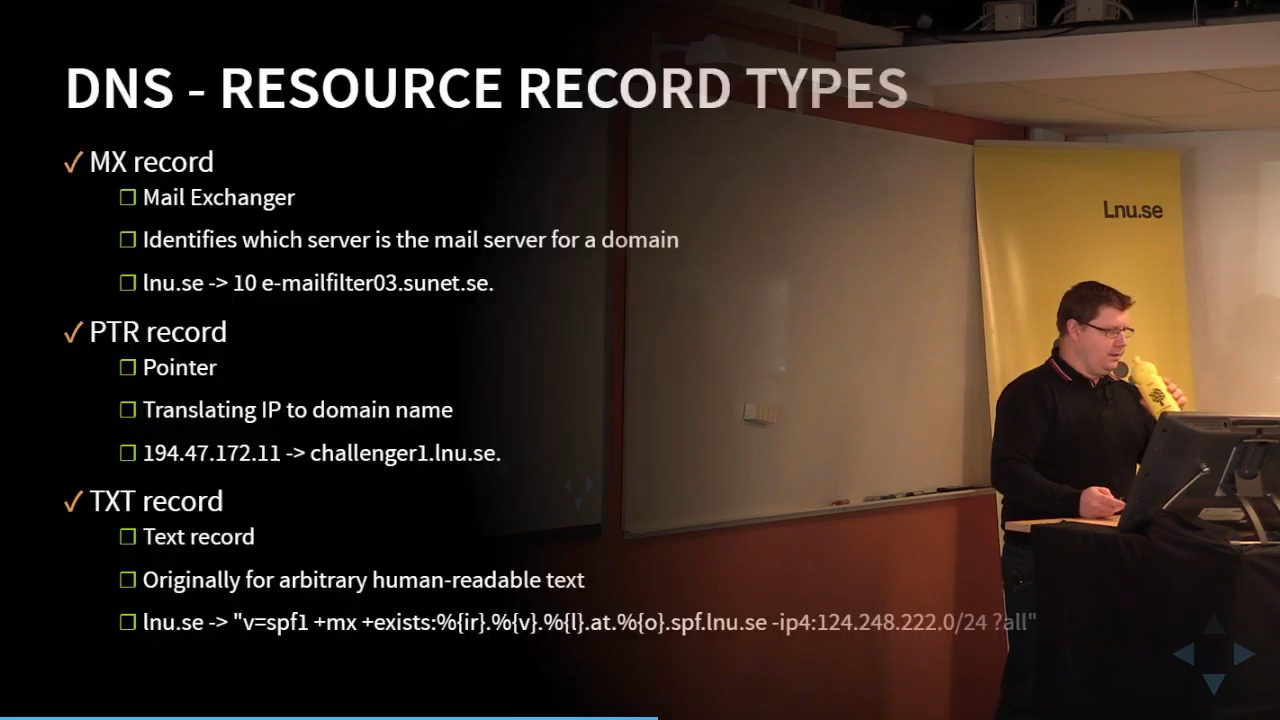 DNS - RESOURCE RECORD TYPES
MX record
Mail Exchanger
Identifies which server is the mail server for a domain
lnu.se -> 10 e-mailfilter03.sunet.se.
PTR record
Pointer
Translating IP to domain name
194.47.172.11 -> challenger1.lnu.se.
TXT record
Text record
Originally for arbitrary human-readable text
lnu.se -> "v=spf1 +mx +exists:%{ir}.%{v}.%{l}.at.%{o}.spf.lnu.se -ip4:124.248.222.0/24 ?all"
Lnu.se